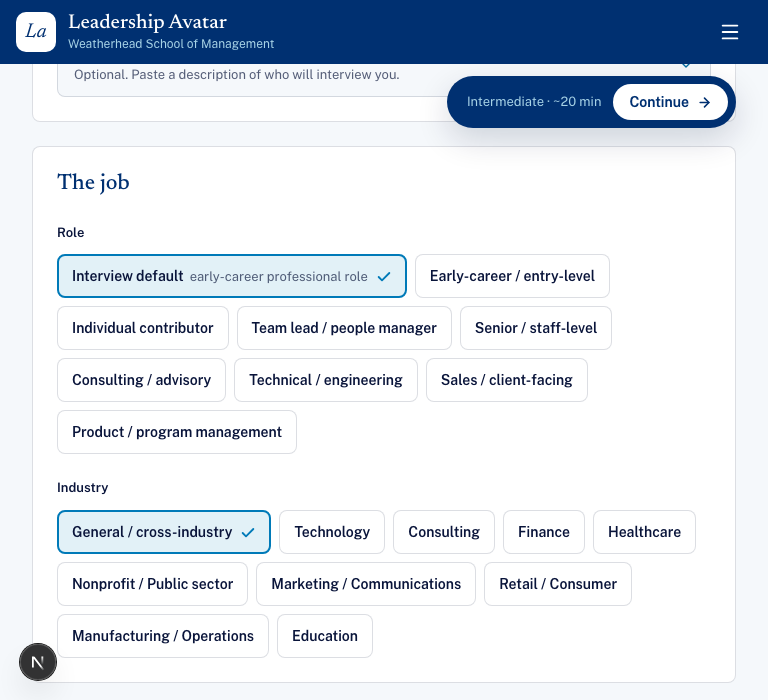 La
Leadership Avatar
Weatherhead School of Management
Optional. Paste a description of who will interview you.
Intermediate · ~20 min
Continue →
The job
Role
Interview default early-career professional role ✓
Early-career / entry-level
Individual contributor
Team lead / people manager
Senior / staff-level
Consulting / advisory
Technical / engineering
Sales / client-facing
Product / program management
Industry
General / cross-industry ✓
Technology
Consulting
Finance
Healthcare
Nonprofit / Public sector
Marketing / Communications
Retail / Consumer
Manufacturing / Operations
Education
N